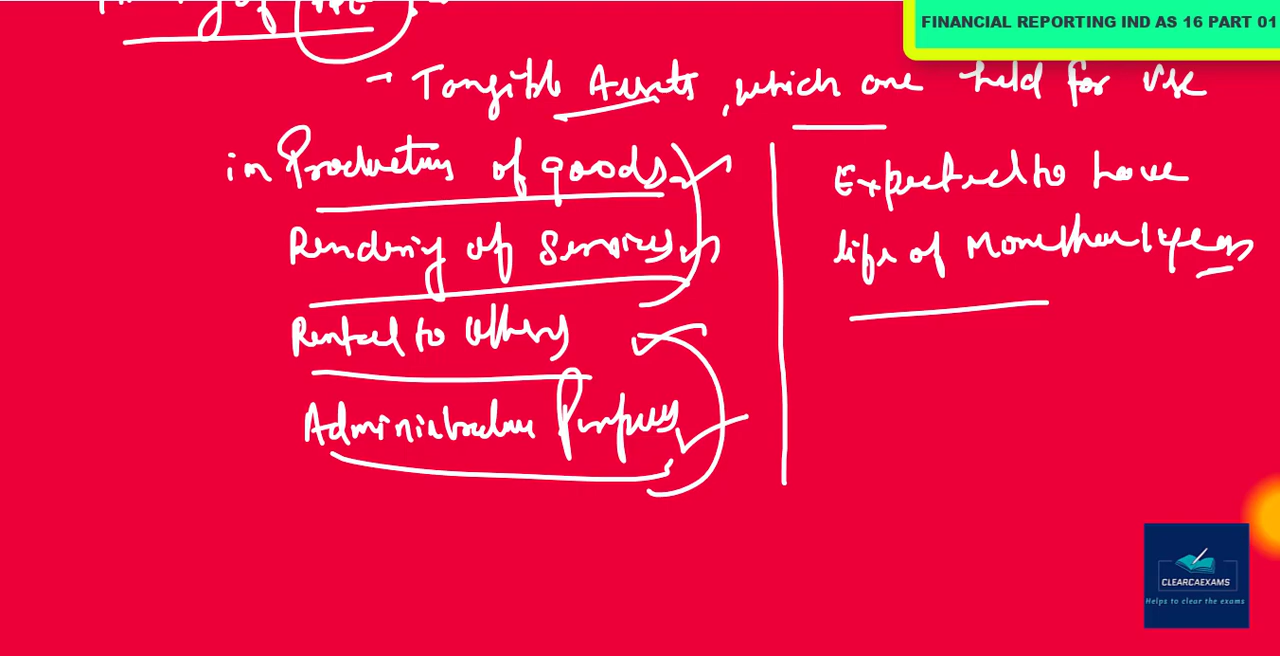 FINANCIAL REPORTING IND AS 16 PART 01
of PPE
- Tangible Assets, which are held for use
in Production of goods
Rendering of Services
Rental to others
Administrative Purposes
Expected to have
life of More than 1 year
CLEARCAEXAMS
Helps to clear the exams